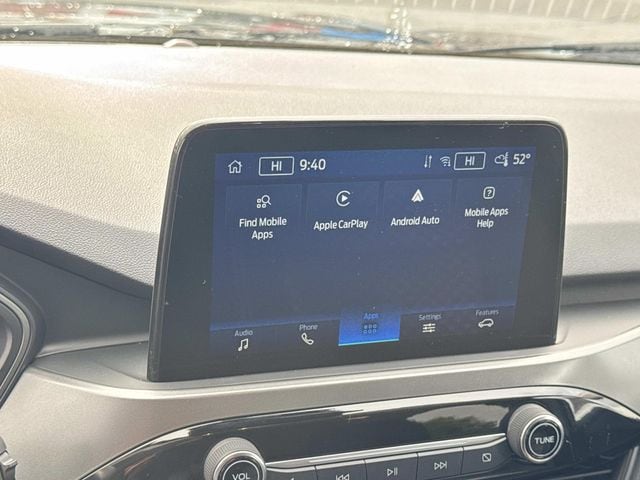 HI 9:40 HI 52°
Find Mobile
Apps
Apple CarPlay
Android Auto
Mobile Apps
Help
Audio
Phone
Apps
Settings
Features
VOL
TUNE